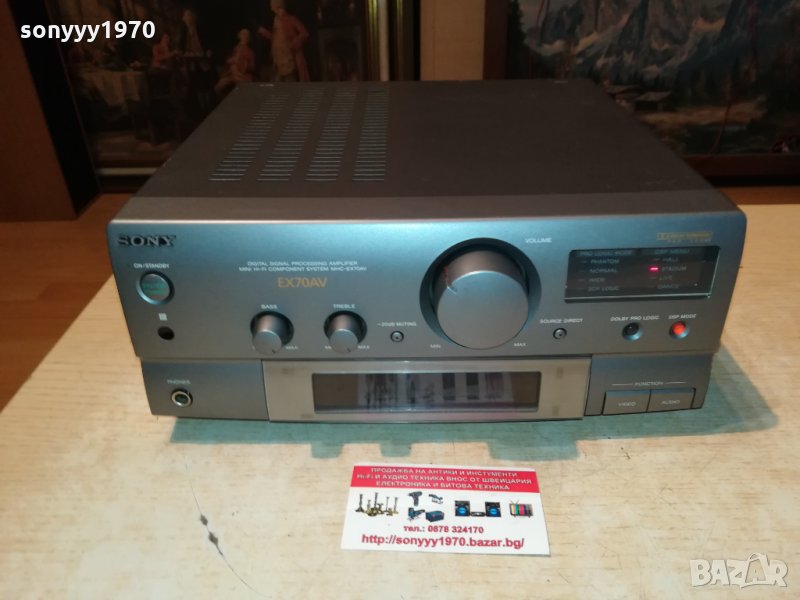 sonyyy1970
sonyyy1970
SONY
ON/STANDBY
DIGITAL SIGNAL PROCESSING AMPLIFIER
MINI Hi-Fi COMPONENT SYSTEM MHC-EX70AV
EX70AV
BASS
TREBLE
MAX
MAX
-20dB MUTING
VOLUME
MIN
MAX
SOURCE DIRECT
PRO LOGIC MODE
DSP MENU
PHANTOM
HALL
NORMAL
STADIUM
WIDE
LIVE
3CH LOGIC
DANCE
DOLBY PRO LOGIC
DSP MODE
PHONES
FUNCTION
VIDEO
AUDIO
ПРОДАЖБА НА АНТИКИ И ИНСТУМЕНТИ
Hi-Fi И АУДИО ТЕХНИКА ВНОС ОТ ШВЕЙЦАРИЯ
ЕЛЕКТРОНИКА И БИТОВА ТЕХНИКА
тел.: 0878 324170
http://sonyyy1970.bazar.bg/
BAZAR